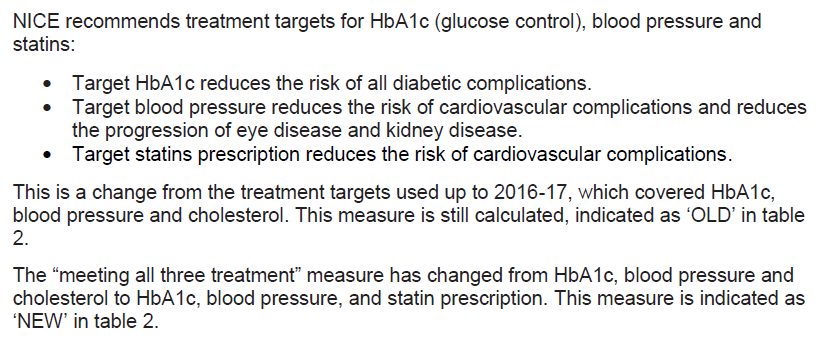 NICE recommends treatment targets for HbA1c (glucose control), blood pressure and
statins:
• Target HbA1c reduces the risk of all diabetic complications.
• Target blood pressure reduces the risk of cardiovascular complications and reduces
the progression of eye disease and kidney disease.
• Target statins prescription reduces the risk of cardiovascular complications.
This is a change from the treatment targets used up to 2016-17, which covered HbA1c,
blood pressure and cholesterol. This measure is still calculated, indicated as ‘OLD’ in table
2.
The “meeting all three treatment” measure has changed from HbA1c, blood pressure and
cholesterol to HbA1c, blood pressure, and statin prescription. This measure is indicated as
‘NEW’ in table 2.